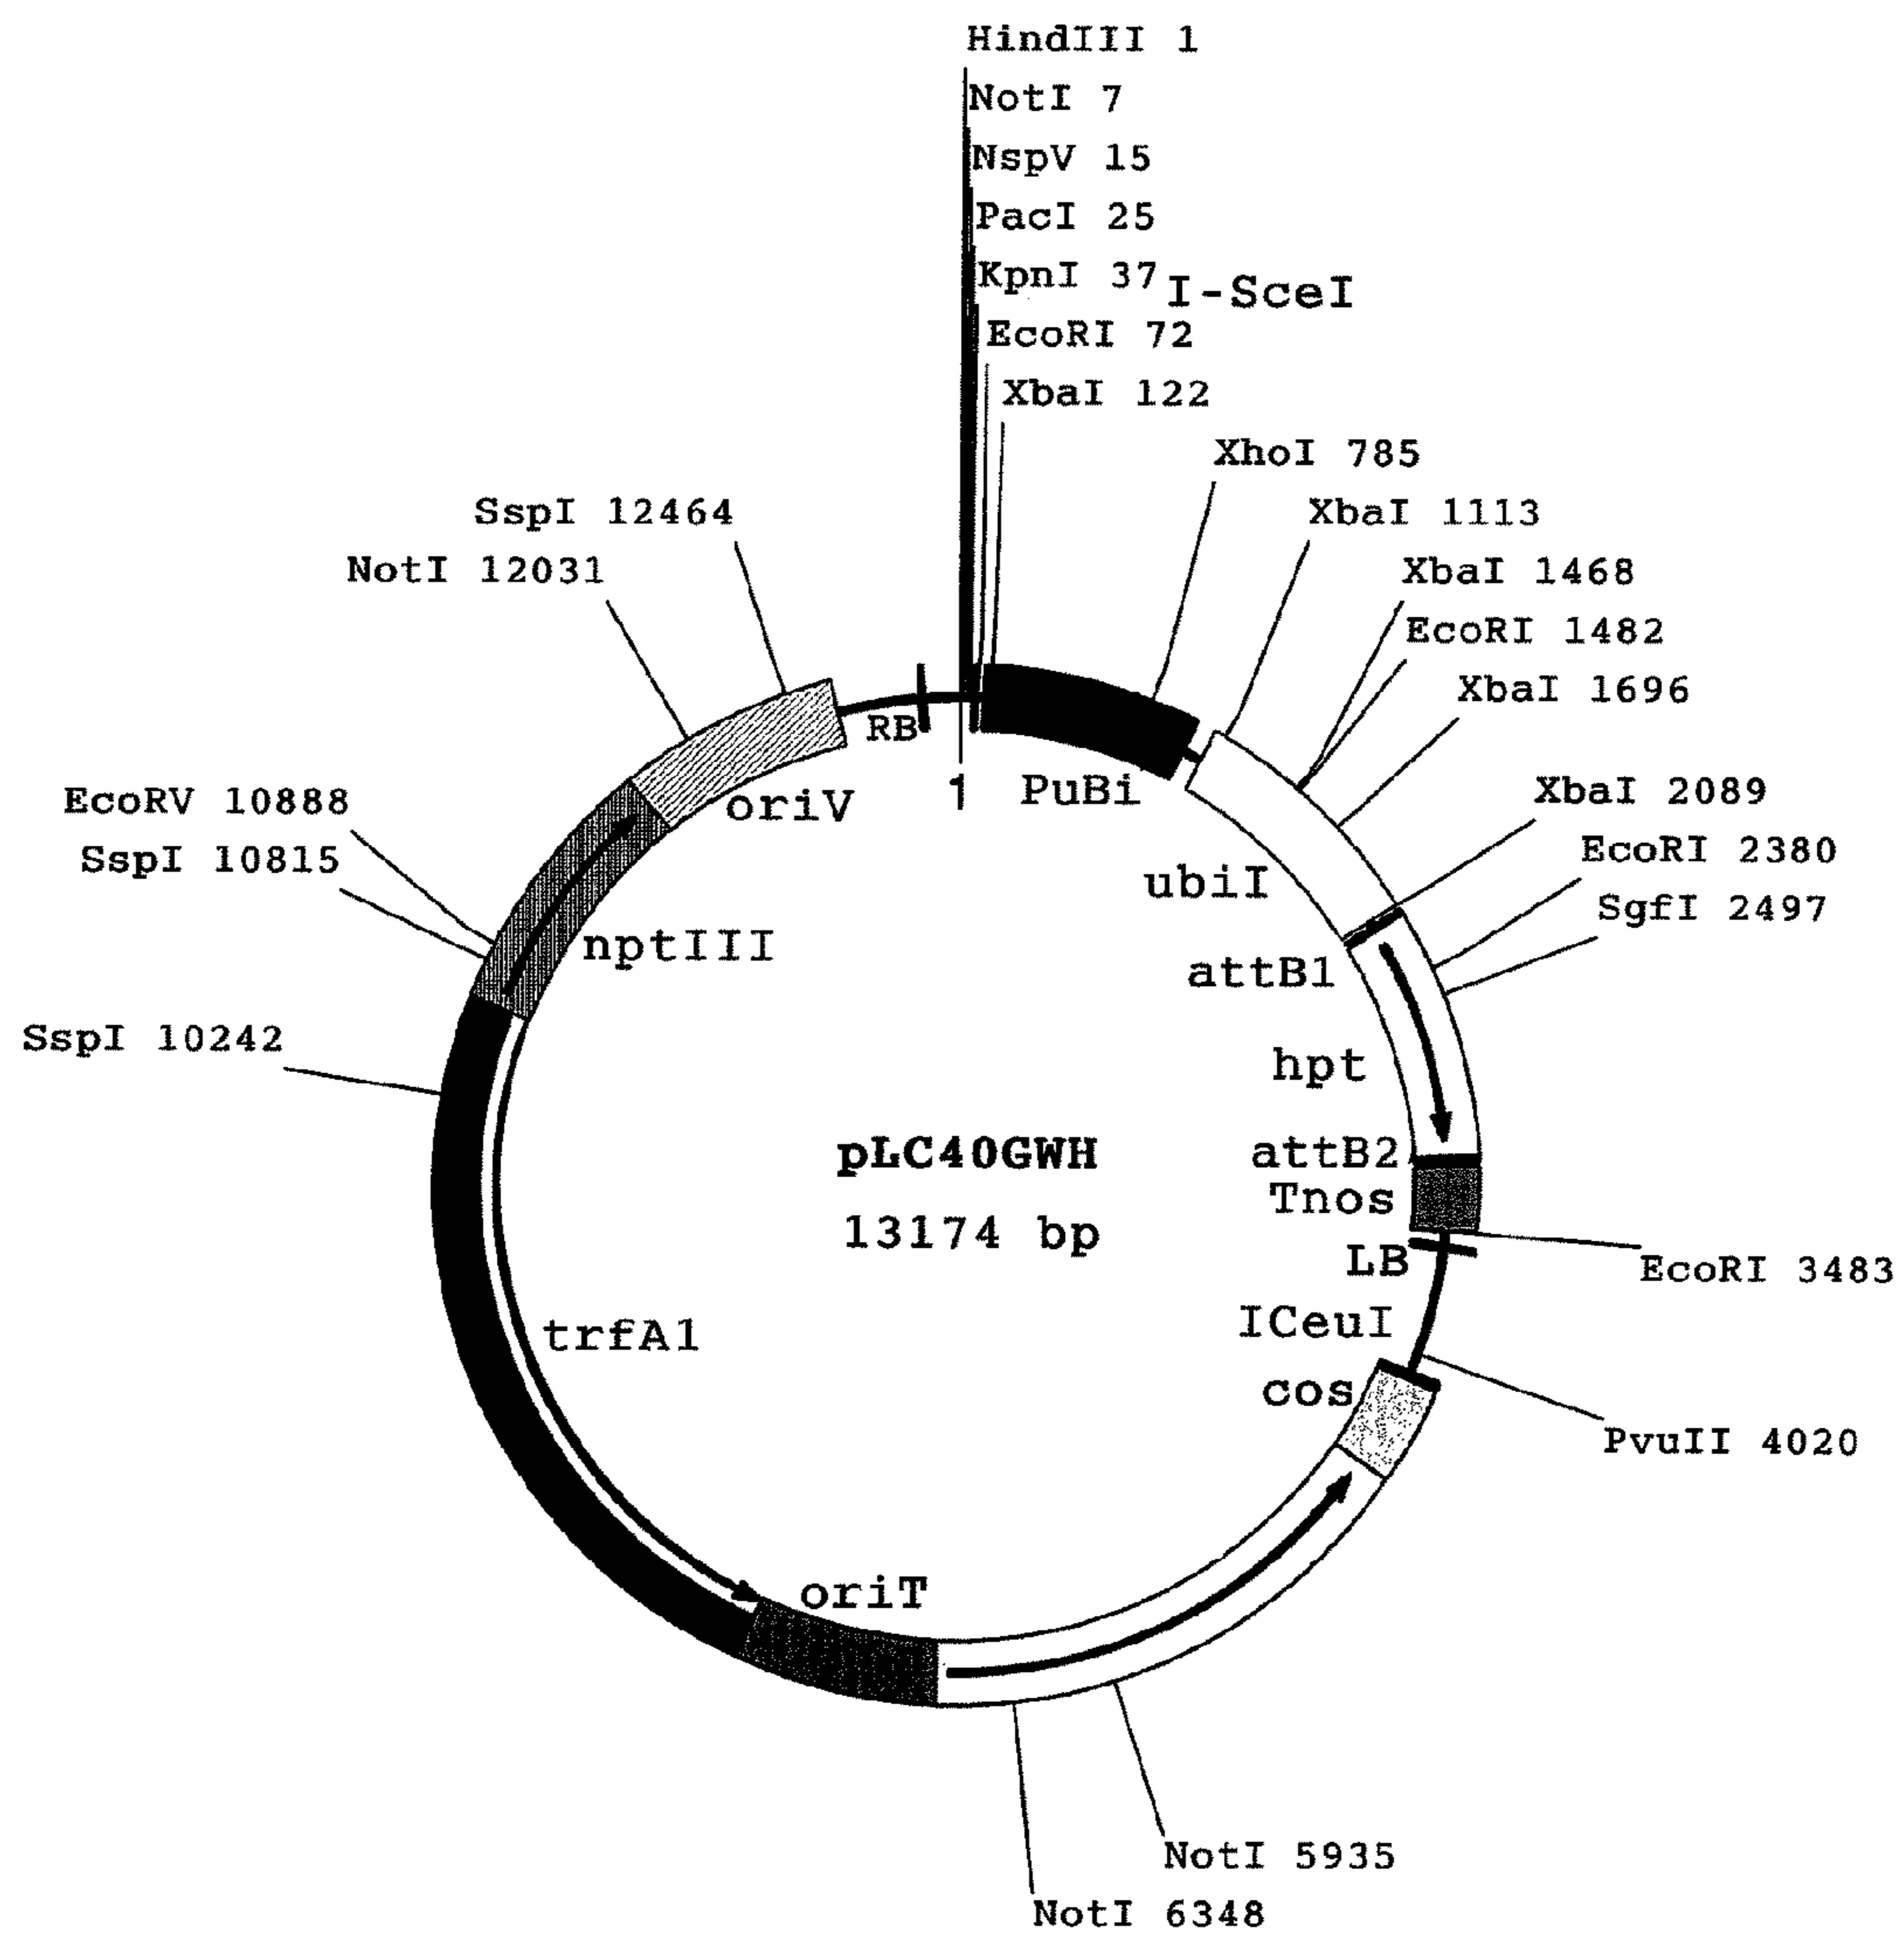 HindIII 1
NotI 7
NspV 15
PacI 25
KpnI 37
I-SceI
EcoRI 72
XbaI 122
XhoI 785
XbaI 1113
XbaI 1468
EcoRI 1482
XbaI 1696
XbaI 2089
EcoRI 2380
SgfI 2497
SspI 12464
NotI 12031
EcoRV 10888
SspI 10815
SspI 10242
RB
1
PuBi
oriV
ubiI
nptIII
attB1
hpt
attB2
Tnos
LB
EcoRI 3483
ICeuI
cos
PvuII 4020
pLC40GWH
13174 bp
trfA1
oriT
NotI 5935
NotI 6348